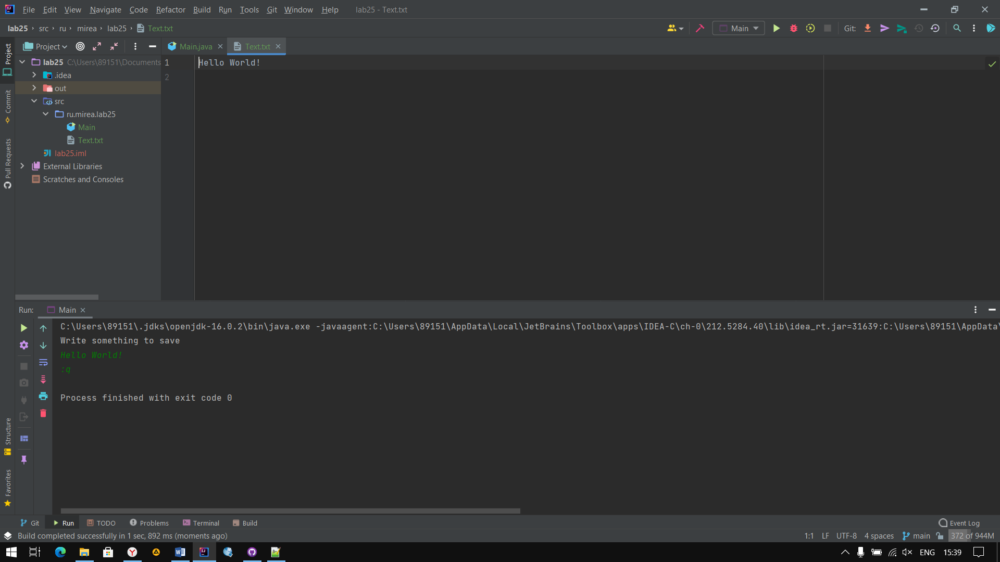 File Edit View Navigate Code Refactor Build Run Tools Git Window Help lab25 - Text.txt
lab25 src ru mirea lab25 Text.txt
Main Git:
Project Main.java Text.txt
Project
lab25 C:\Users\89151\Documents
.idea
out
src
ru.mirea.lab25
Main
Text.txt
lab25.iml
External Libraries
Scratches and Consoles
Commit
Pull Requests
1 Hello World!
2
Run: Main
C:\Users\89151\.jdks\openjdk-16.0.2\bin\java.exe -javaagent:C:\Users\89151\AppData\Local\JetBrains\Toolbox\apps\IDEA-C\ch-0\212.5284.40\lib\idea_rt.jar=31639:C:\Users\89151\AppData\
Write something to save
Hello World!
:q
Process finished with exit code 0
Structure
Favorites
Git Run TODO Problems Terminal Build Event Log
Build completed successfully in 1 sec, 892 ms (moments ago) 1:1 LF UTF-8 4 spaces main 372 of 944M
ENG 15:39